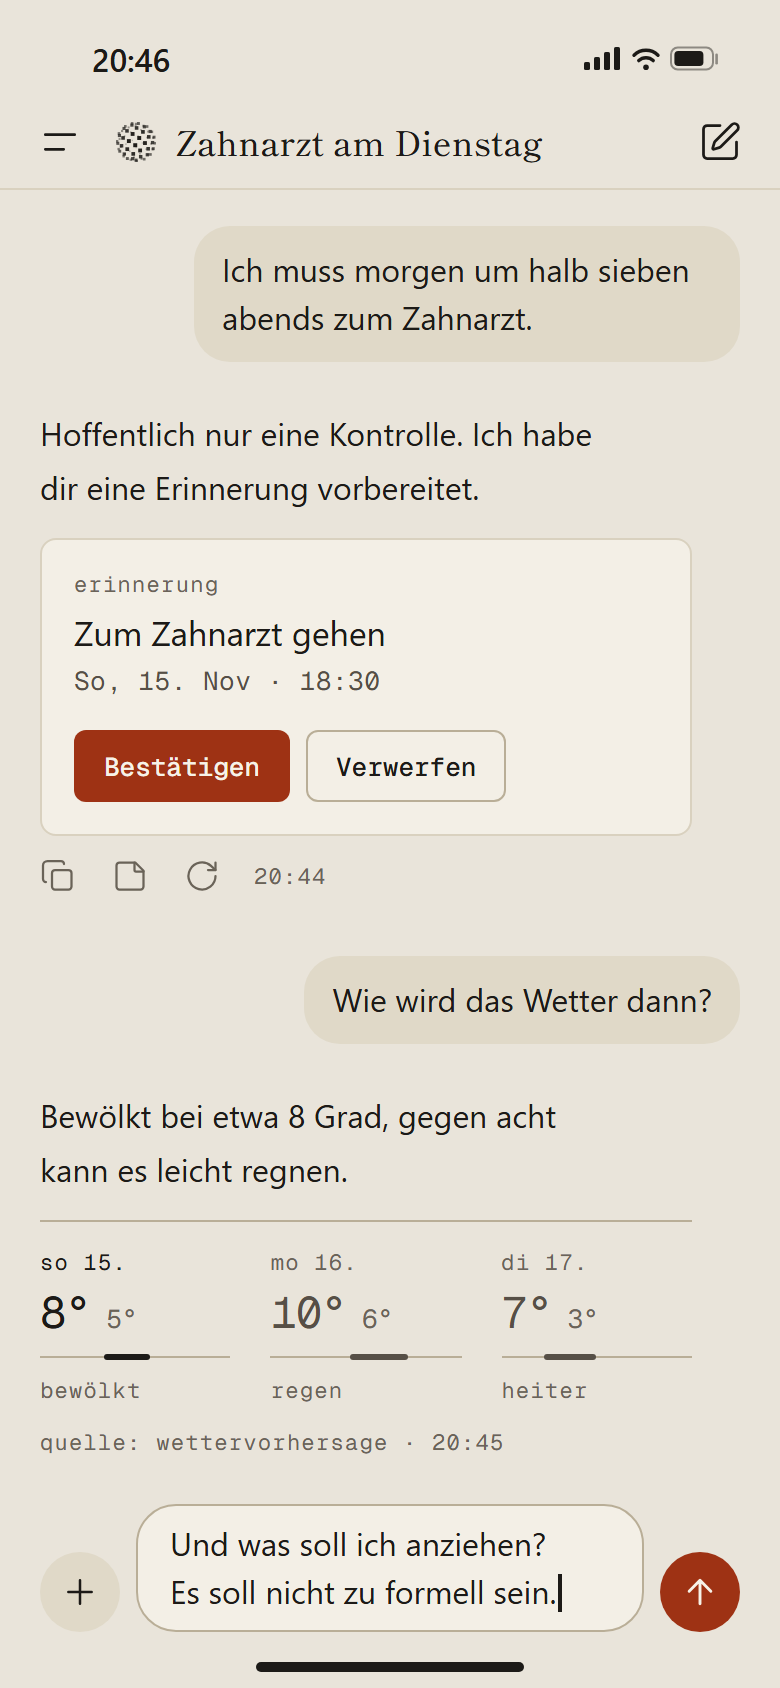 20:46
Zahnarzt am Dienstag
Ich muss morgen um halb sieben
abends zum Zahnarzt.
Hoffentlich nur eine Kontrolle. Ich habe
dir eine Erinnerung vorbereitet.
erinnerung
Zum Zahnarzt gehen
So, 15. Nov · 18:30
Bestätigen Verwerfen
20:44
Wie wird das Wetter dann?
Bewölkt bei etwa 8 Grad, gegen acht
kann es leicht regnen.
so 15. mo 16. di 17.
8° 5° 10° 6° 7° 3°
bewölkt regen heiter
quelle: wettervorhersage · 20:45
Und was soll ich anziehen?
Es soll nicht zu formell sein.